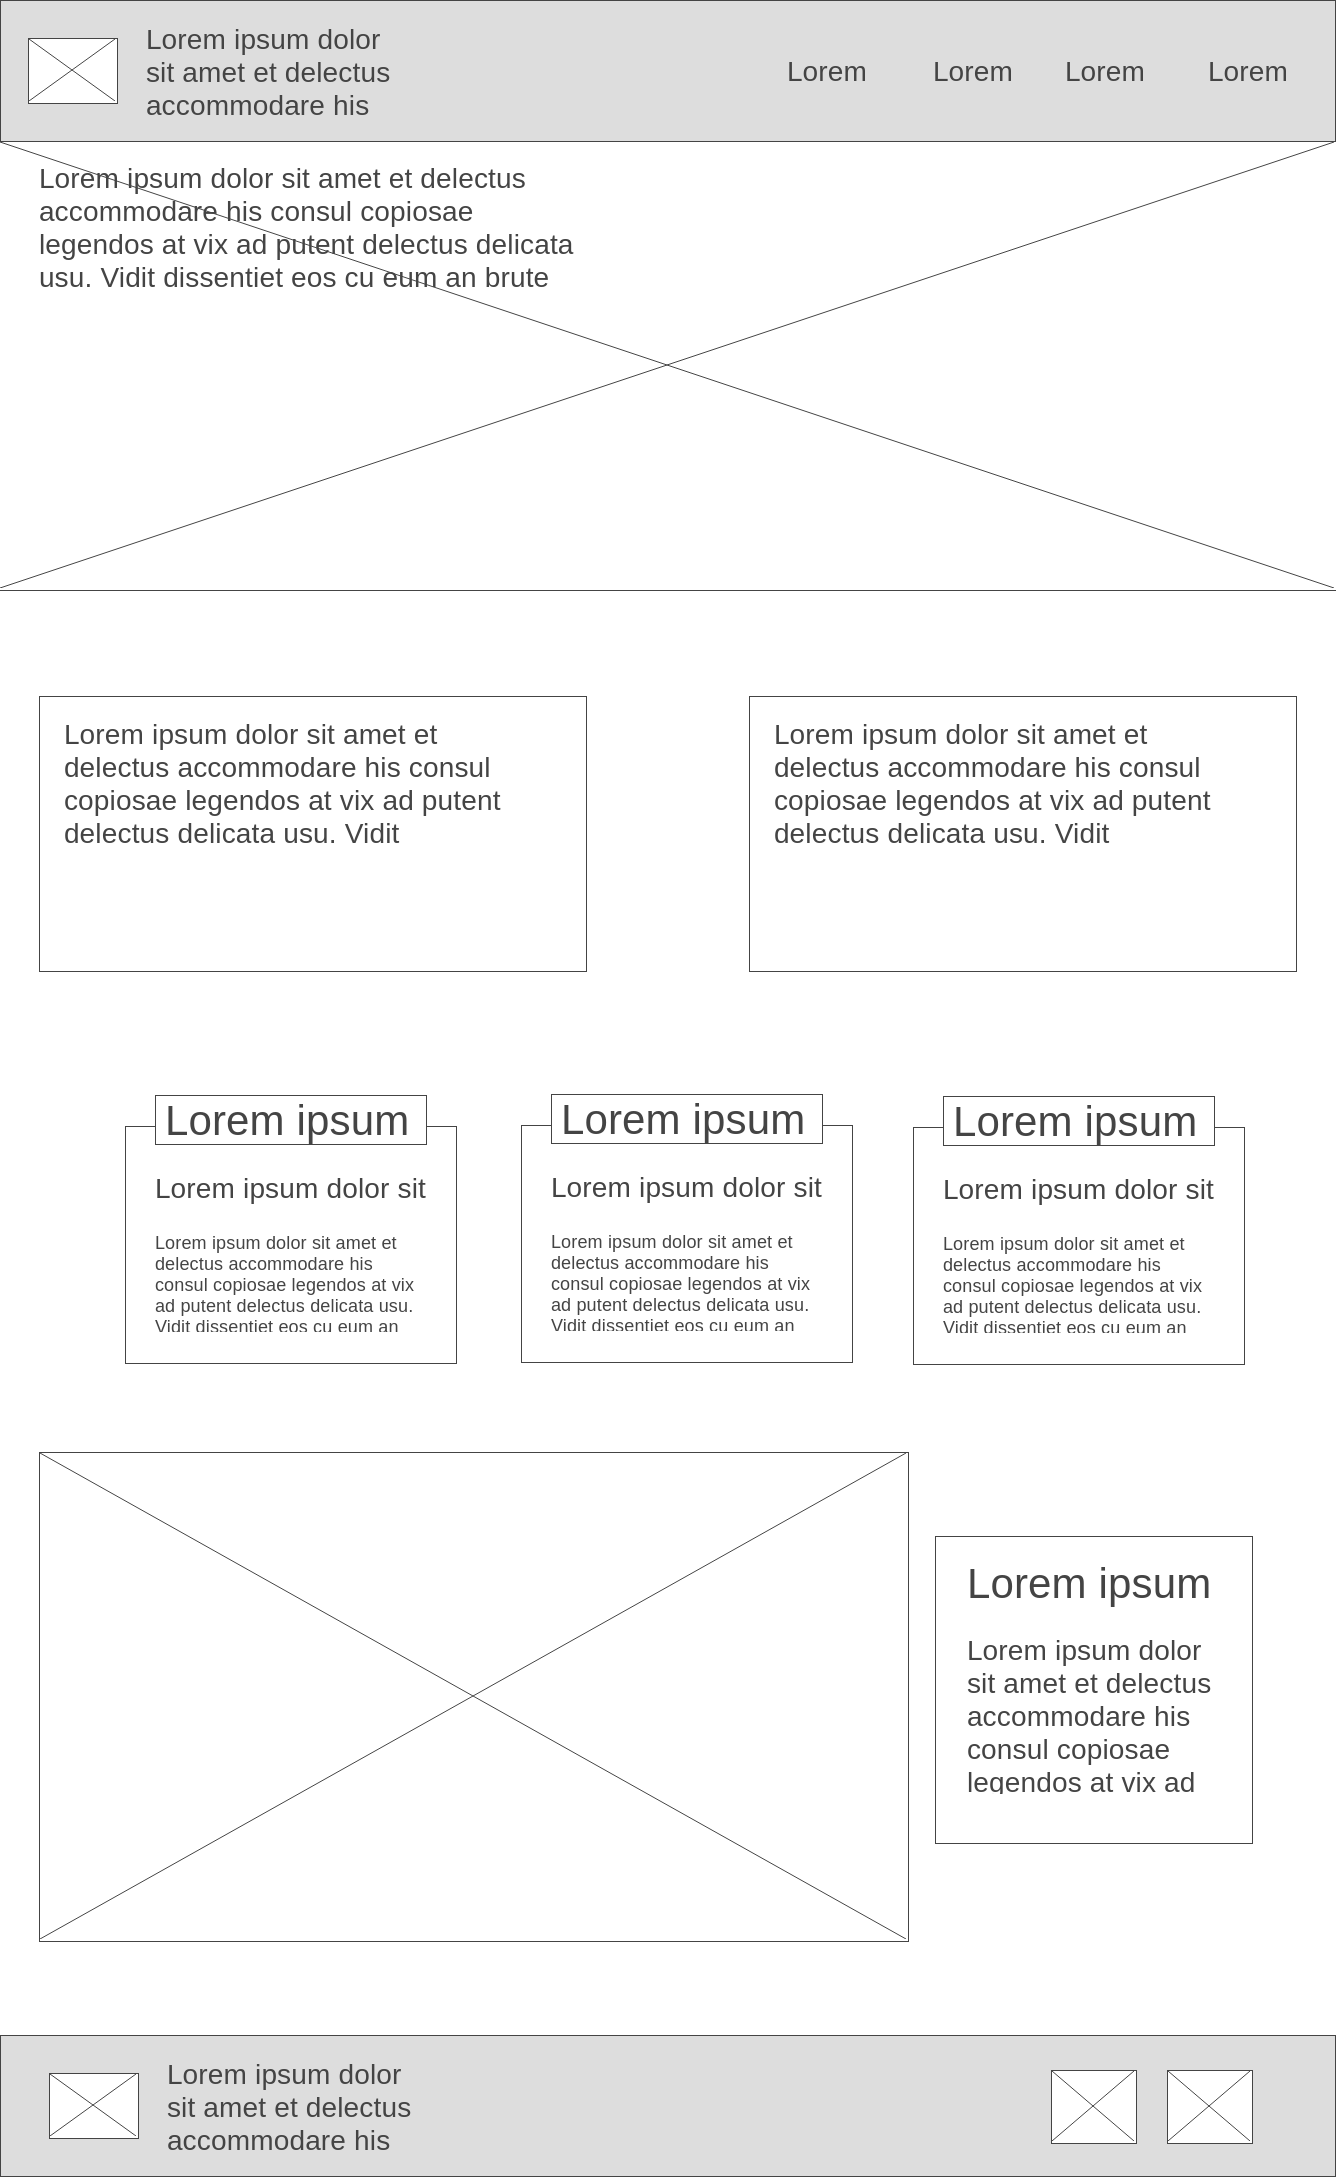 Lorem ipsum dolor
sit amet et delectus
accommodare his
Lorem
Lorem
Lorem
Lorem
Lorem ipsum dolor sit amet et delectus
accommodare his consul copiosae
legendos at vix ad putent delectus delicata
usu. Vidit dissentiet eos cu eum an brute
Lorem ipsum dolor sit amet et
delectus accommodare his consul
copiosae legendos at vix ad putent
delectus delicata usu. Vidit
Lorem ipsum dolor sit amet et
delectus accommodare his consul
copiosae legendos at vix ad putent
delectus delicata usu. Vidit
Lorem ipsum
Lorem ipsum dolor sit
Lorem ipsum dolor sit amet et
delectus accommodare his
consul copiosae legendos at vix
ad putent delectus delicata usu.
Vidit dissentiet eos cu eum an
Lorem ipsum
Lorem ipsum dolor sit
Lorem ipsum dolor sit amet et
delectus accommodare his
consul copiosae legendos at vix
ad putent delectus delicata usu.
Vidit dissentiet eos cu eum an
Lorem ipsum
Lorem ipsum dolor sit
Lorem ipsum dolor sit amet et
delectus accommodare his
consul copiosae legendos at vix
ad putent delectus delicata usu.
Vidit dissentiet eos cu eum an
Lorem ipsum
Lorem ipsum dolor
sit amet et delectus
accommodare his
consul copiosae
legendos at vix ad
Lorem ipsum dolor
sit amet et delectus
accommodare his